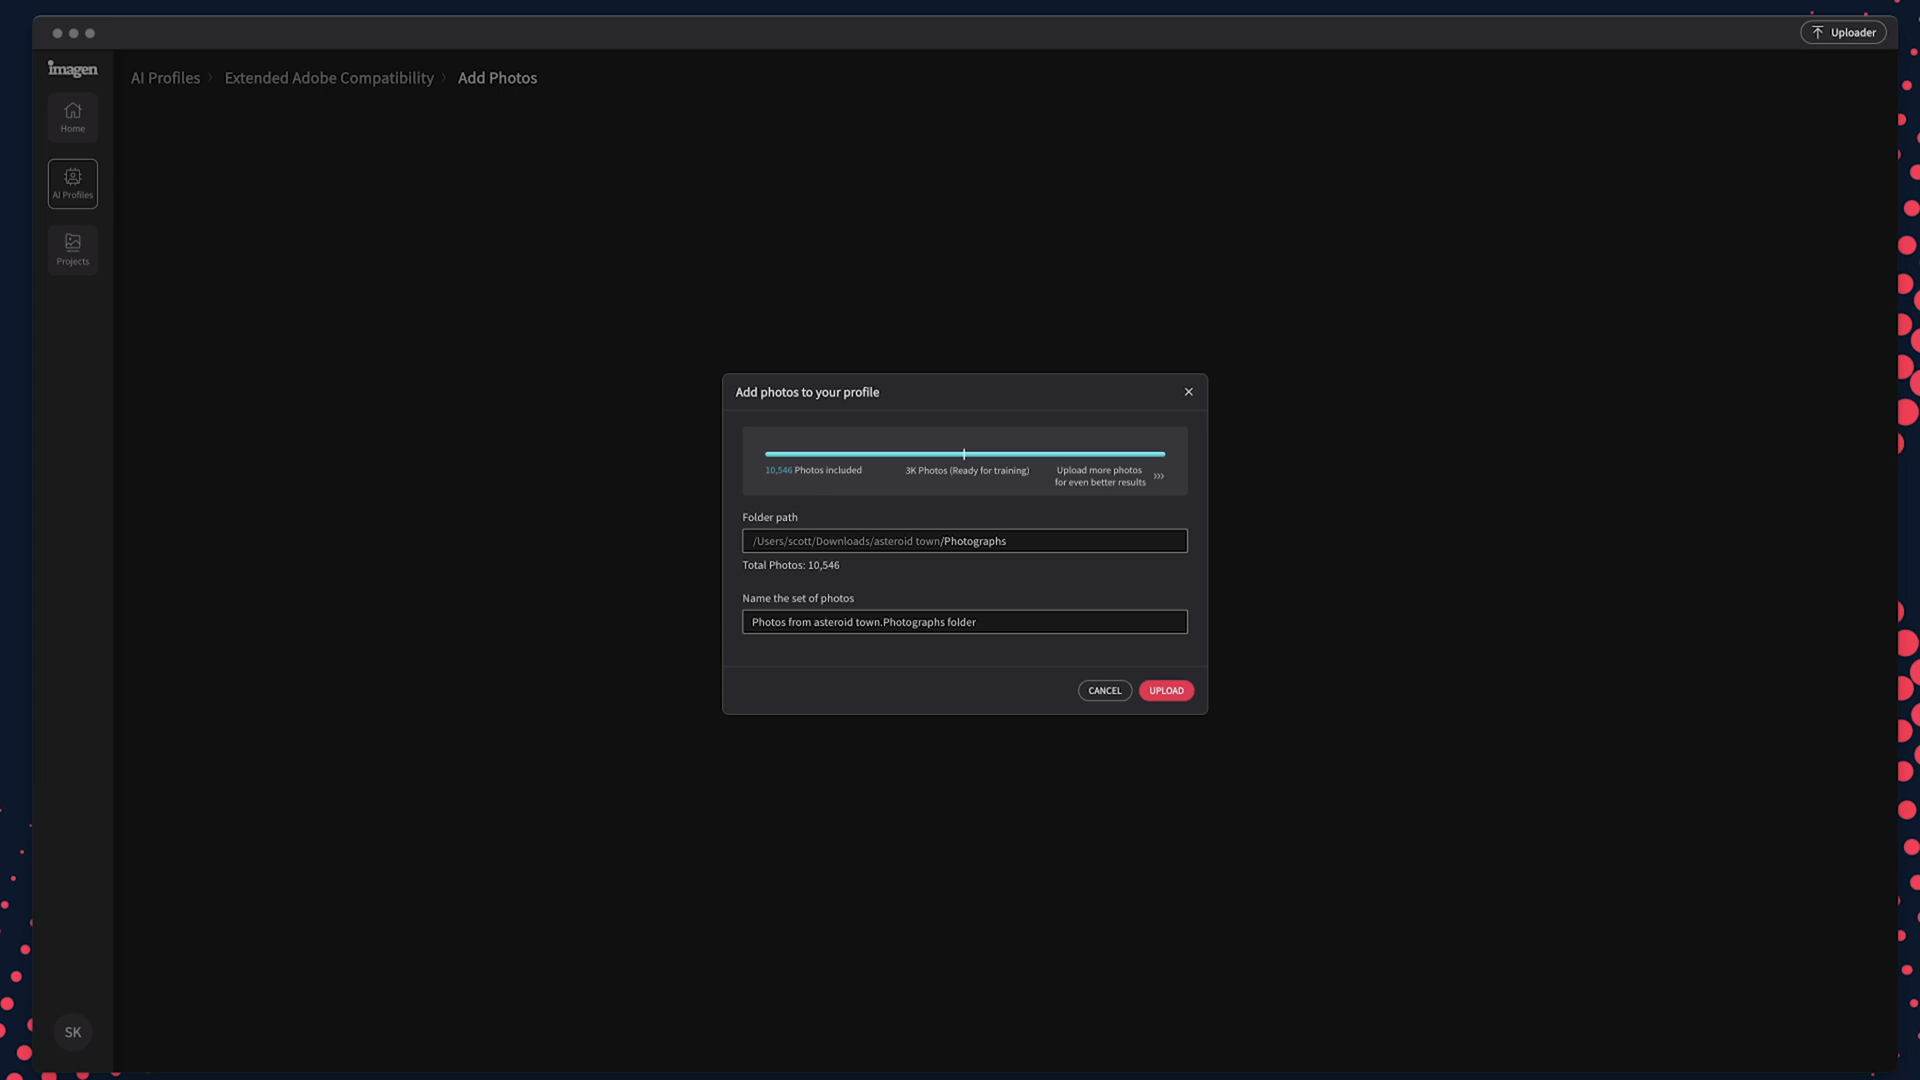 Uploader
imagen
AI Profiles › Extended Adobe Compatibility › Add Photos
Home
AI Profiles
Projects
Add photos to your profile
10,546 Photos included
3K Photos (Ready for training)
Upload more photos
for even better results
Folder path
/Users/scott/Downloads/asteroid town/Photographs
Total Photos: 10,546
Name the set of photos
Photos from asteroid town.Photographs folder
CANCEL
UPLOAD
SK